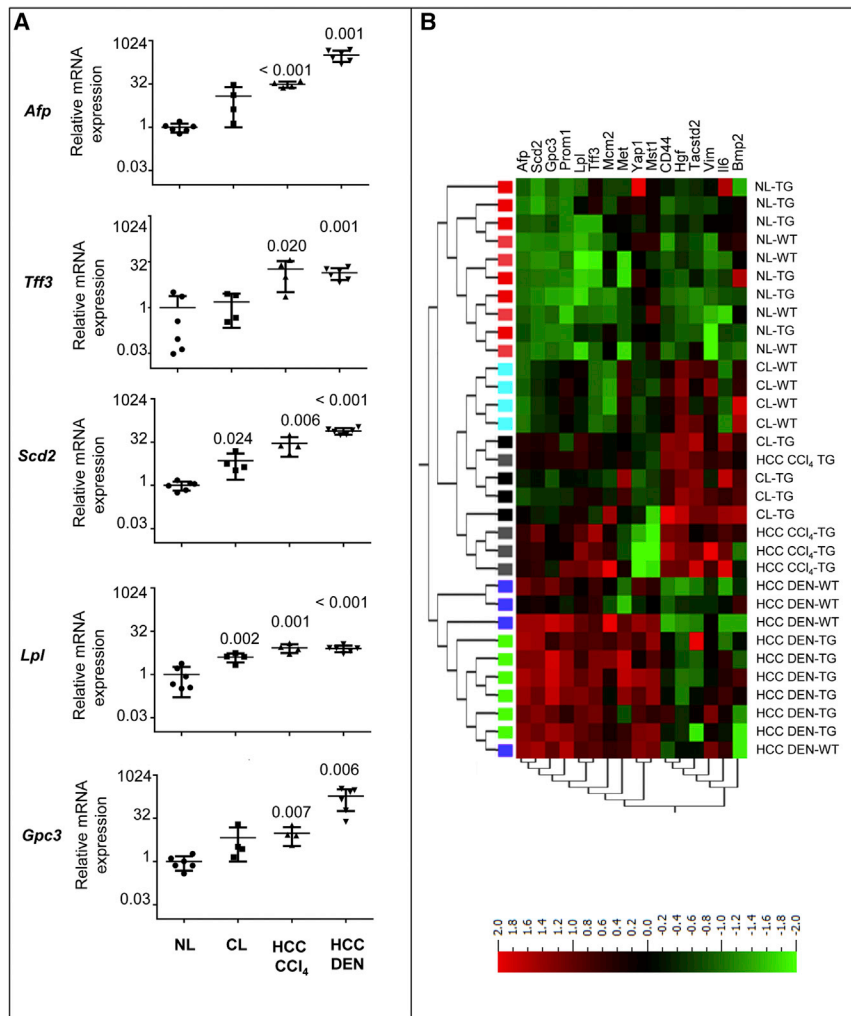 A
Afp
Relative mRNA
expression
1024
32
1
0.03
< 0.001
0.001
Tff3
Relative mRNA
expression
1024
32
1
0.03
0.020
0.001
Scd2
Relative mRNA
expression
1024
32
1
0.03
0.024
0.006
< 0.001
Lpl
Relative mRNA
expression
1024
32
1
0.03
0.002
0.001
< 0.001
Gpc3
Relative mRNA
expression
1024
32
1
0.03
0.007
0.006
NL
CL
HCC
CCl4
HCC
DEN
B
Afp
Scd2
Gpc3
Prom1
Lpl
Tff3
Mcm2
Met
Yap1
Mst1
CD44
Hgf
Tacstd2
Vim
Il6
Bmp2
NL-TG
NL-TG
NL-TG
NL-WT
NL-WT
NL-TG
NL-TG
NL-WT
NL-TG
NL-WT
CL-WT
CL-WT
CL-WT
CL-WT
CL-TG
HCC CCl4 TG
CL-TG
CL-TG
CL-TG
HCC CCl4-TG
HCC CCl4-TG
HCC CCl4-TG
HCC DEN-WT
HCC DEN-WT
HCC DEN-WT
HCC DEN-TG
HCC DEN-TG
HCC DEN-TG
HCC DEN-TG
HCC DEN-TG
HCC DEN-TG
HCC DEN-WT
2.0
1.8
1.6
1.4
1.2
1.0
0.8
0.6
0.4
0.2
0.0
-0.2
-0.4
-0.6
-0.8
-1.0
-1.2
-1.4
-1.6
-1.8
-2.0